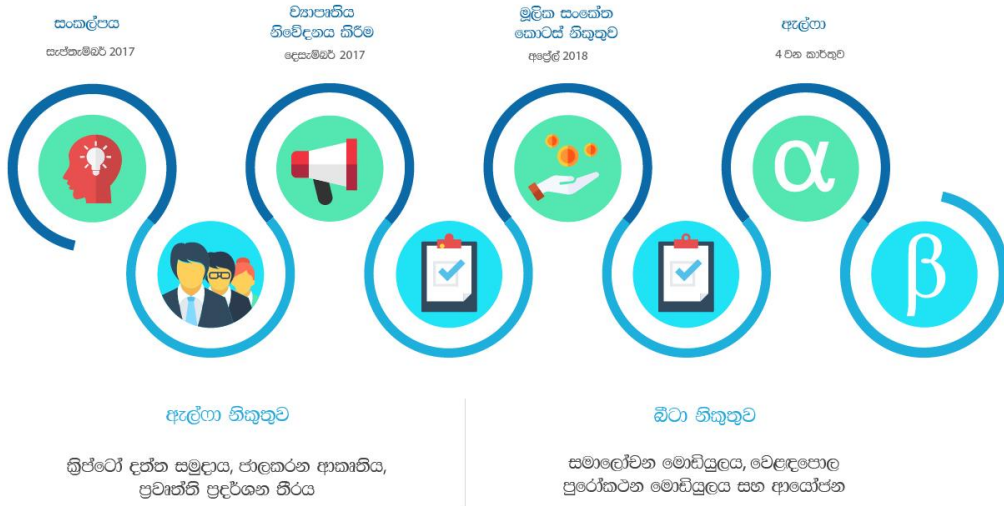 සංකල්පය
සැප්තැම්බර් 2017
ව්‍යාපෘතිය
නිවේදනය කිරීම
දෙසැම්බර් 2017
මූලික සංකේත
කොටස් නිකුතුව
අප්‍රේල් 2018
ඇල්ෆා
4 වන කාර්තුව
α
β
ඇල්ෆා නිකුතුව
ක්‍රිප්ටෝ දත්ත සමුදාය, ජාලකරන ආකෘතිය,
ප්‍රවෘත්ති ප්‍රදර්ශන තීරය
බීටා නිකුතුව
සමාලෝචන මොඩියුලය, වෙළඳපොල
පුරෝකථන මොඩියුලය සහ ආයෝජන